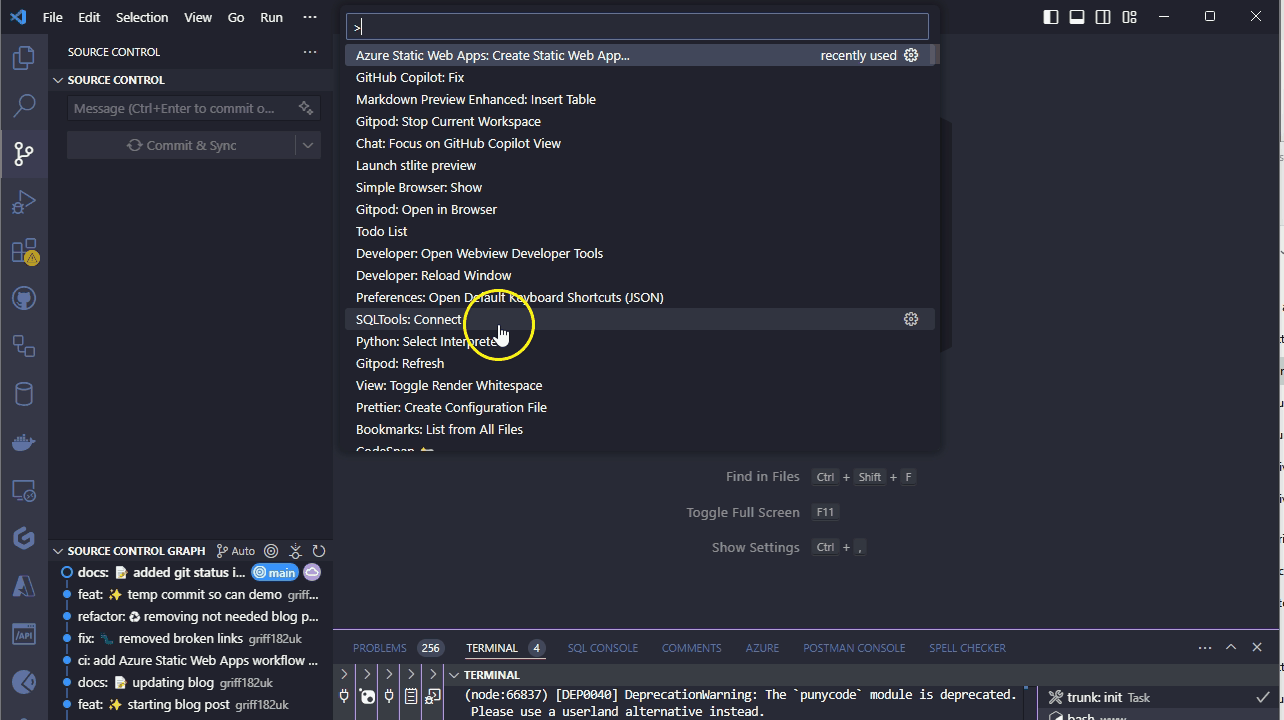 File Edit Selection View Go Run ...
>
SOURCE CONTROL ...
SOURCE CONTROL
Message (Ctrl+Enter to commit o...
Commit & Sync
Azure Static Web Apps: Create Static Web App... recently used
GitHub Copilot: Fix
Markdown Preview Enhanced: Insert Table
Gitpod: Stop Current Workspace
Chat: Focus on GitHub Copilot View
Launch stlite preview
Simple Browser: Show
Gitpod: Open in Browser
Todo List
Developer: Open Webview Developer Tools
Developer: Reload Window
Preferences: Open Default Keyboard Shortcuts (JSON)
SQLTools: Connect
Python: Select Interpreter
Gitpod: Refresh
View: Toggle Render Whitespace
Prettier: Create Configuration File
Bookmarks: List from All Files
CodeSnap
Find in Files Ctrl + Shift + F
Toggle Full Screen F11
Show Settings Ctrl + ,
SOURCE CONTROL GRAPH Auto
docs: added git status i... main
feat: temp commit so can demo griff...
refactor: removing not needed blog p...
fix: removed broken links griff182uk
ci: add Azure Static Web Apps workflow ...
docs: updating blog griff182uk
feat: starting blog post griff182uk
API
PROBLEMS 256 TERMINAL 4 SQL CONSOLE COMMENTS AZURE POSTMAN CONSOLE SPELL CHECKER ...
TERMINAL
(node:66837) [DEP0040] DeprecationWarning: The `punycode` module is deprecated.
Please use a userland alternative instead.
trunk: init Task
bash www